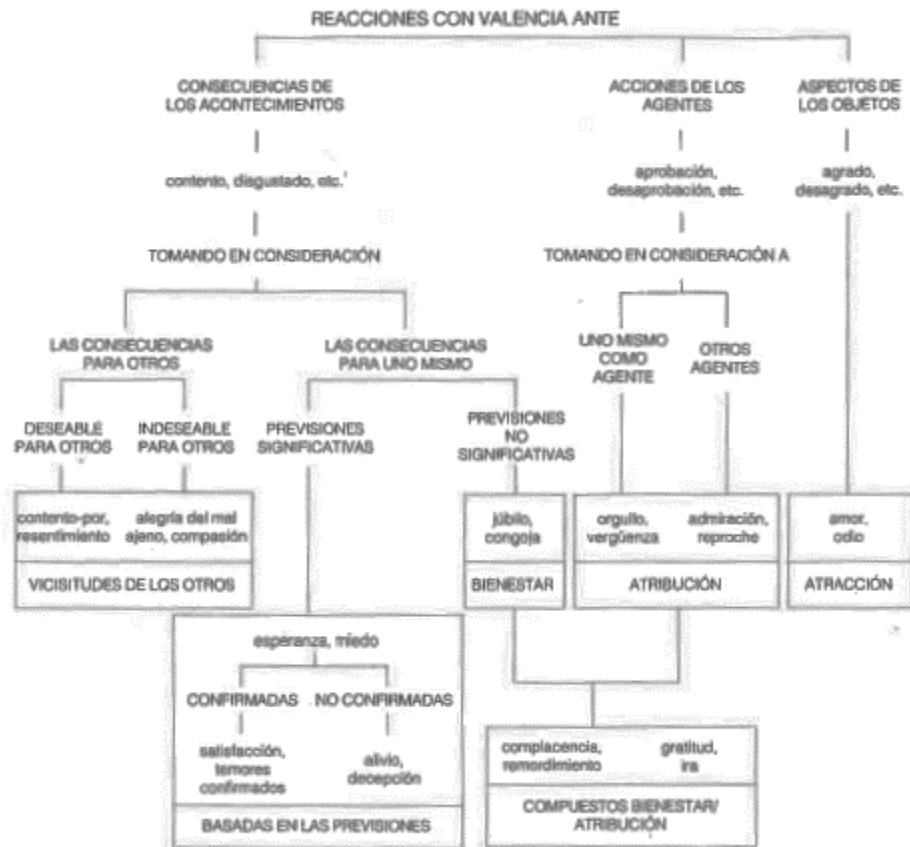 REACCIONES CON VALENCIA ANTE
CONSECUENCIAS DE
LOS ACONTECIMIENTOS
ACCIONES DE LOS
AGENTES
ASPECTOS DE
LOS OBJETOS
contento, disgustado, etc.¹
aprobación,
desaprobación, etc.
agrado,
desagrado, etc.
TOMANDO EN CONSIDERACIÓN
TOMANDO EN CONSIDERACIÓN A
LAS CONSECUENCIAS
PARA OTROS
LAS CONSECUENCIAS
PARA UNO MISMO
UNO MISMO
COMO
AGENTE
OTROS
AGENTES
DESEABLE
PARA OTROS
INDESEABLE
PARA OTROS
PREVISIONES
SIGNIFICATIVAS
PREVISIONES
NO
SIGNIFICATIVAS
contento-por,
resentimiento
alegría del mal
ajeno, compasión
VICISITUDES DE LOS OTROS
júbilo,
congoja
BIENESTAR
orgullo,
vergüenza
admiración,
reproche
ATRIBUCIÓN
amor,
odio
ATRACCIÓN
esperanza, miedo
CONFIRMADAS
NO CONFIRMADAS
satisfacción,
temores
confirmados
alivio,
decepción
BASADAS EN LAS PREVISIONES
complacencia,
remordimiento
gratitud,
ira
COMPUESTOS BIENESTAR/
ATRIBUCIÓN